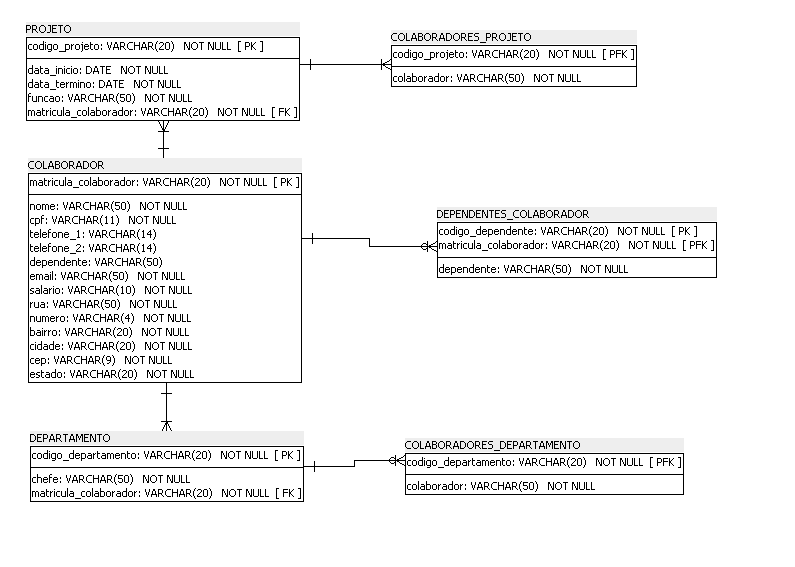 PROJETO
codigo_projeto: VARCHAR(20) NOT NULL [ PK ]
data_inicio: DATE NOT NULL
data_termino: DATE NOT NULL
funcao: VARCHAR(50) NOT NULL
matricula_colaborador: VARCHAR(20) NOT NULL [ FK ]
COLABORADORES_PROJETO
codigo_projeto: VARCHAR(20) NOT NULL [ PFK ]
colaborador: VARCHAR(50) NOT NULL
COLABORADOR
matricula_colaborador: VARCHAR(20) NOT NULL [ PK ]
nome: VARCHAR(50) NOT NULL
cpf: VARCHAR(11) NOT NULL
telefone_1: VARCHAR(14)
telefone_2: VARCHAR(14)
dependente: VARCHAR(50)
email: VARCHAR(50) NOT NULL
salario: VARCHAR(10) NOT NULL
rua: VARCHAR(50) NOT NULL
numero: VARCHAR(4) NOT NULL
bairro: VARCHAR(20) NOT NULL
cidade: VARCHAR(20) NOT NULL
cep: VARCHAR(9) NOT NULL
estado: VARCHAR(20) NOT NULL
DEPENDENTES_COLABORADOR
codigo_dependente: VARCHAR(20) NOT NULL [ PK ]
matricula_colaborador: VARCHAR(20) NOT NULL [ PFK ]
dependente: VARCHAR(50) NOT NULL
DEPARTAMENTO
codigo_departamento: VARCHAR(20) NOT NULL [ PK ]
chefe: VARCHAR(50) NOT NULL
matricula_colaborador: VARCHAR(20) NOT NULL [ FK ]
COLABORADORES_DEPARTAMENTO
codigo_departamento: VARCHAR(20) NOT NULL [ PFK ]
colaborador: VARCHAR(50) NOT NULL